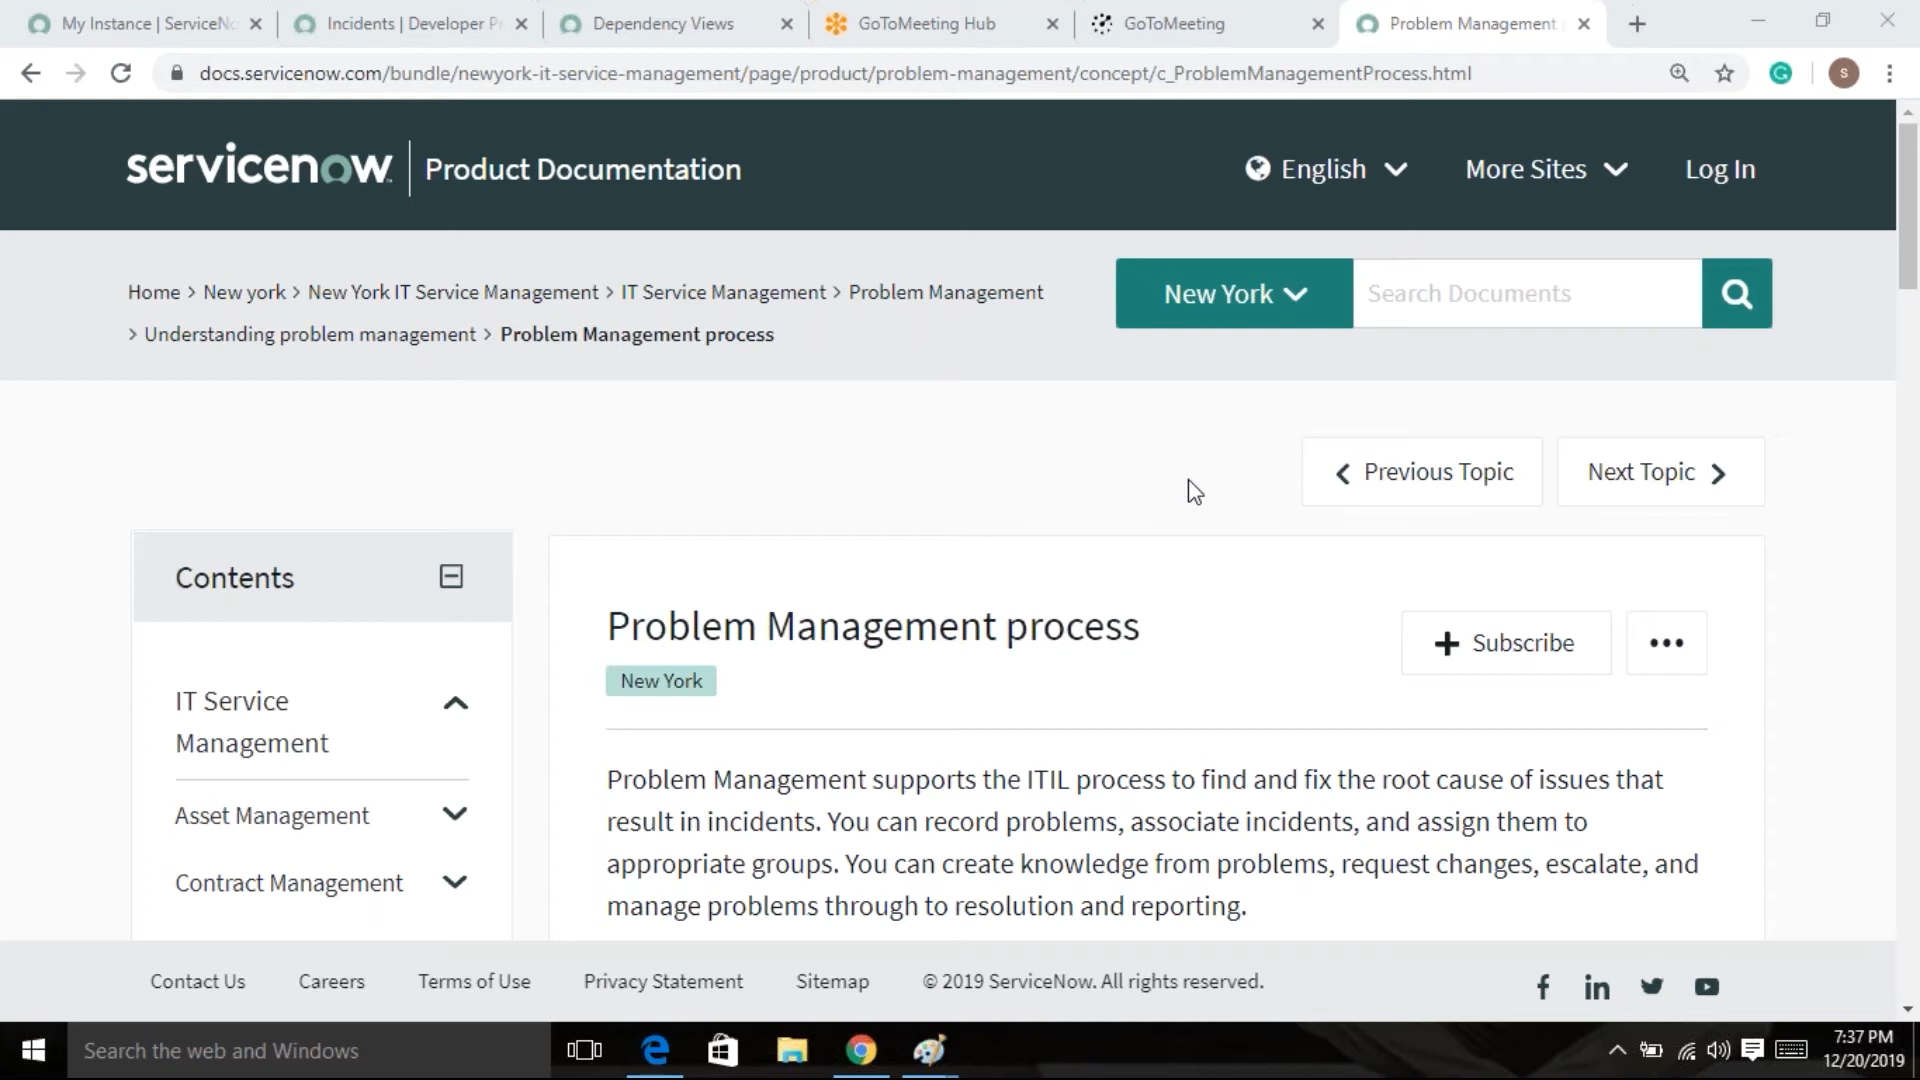 My Instance | ServiceNo
Incidents | Developer Pr
Dependency Views
GoToMeeting Hub
GoToMeeting
Problem Management
docs.servicenow.com/bundle/newyork-it-service-management/page/product/problem-management/concept/c_ProblemManagementProcess.html
S
servicenow
Product Documentation
English
More Sites
Log In
Home > New york > New York IT Service Management > IT Service Management > Problem Management
> Understanding problem management > Problem Management process
New York
Search Documents
Previous Topic
Next Topic
Contents
IT Service
Management
Asset Management
Contract Management
Problem Management process
New York
Subscribe
Problem Management supports the ITIL process to find and fix the root cause of issues that
result in incidents. You can record problems, associate incidents, and assign them to
appropriate groups. You can create knowledge from problems, request changes, escalate, and
manage problems through to resolution and reporting.
Contact Us
Careers
Terms of Use
Privacy Statement
Sitemap
© 2019 ServiceNow. All rights reserved.
Search the web and Windows
7:37 PM
12/20/2019